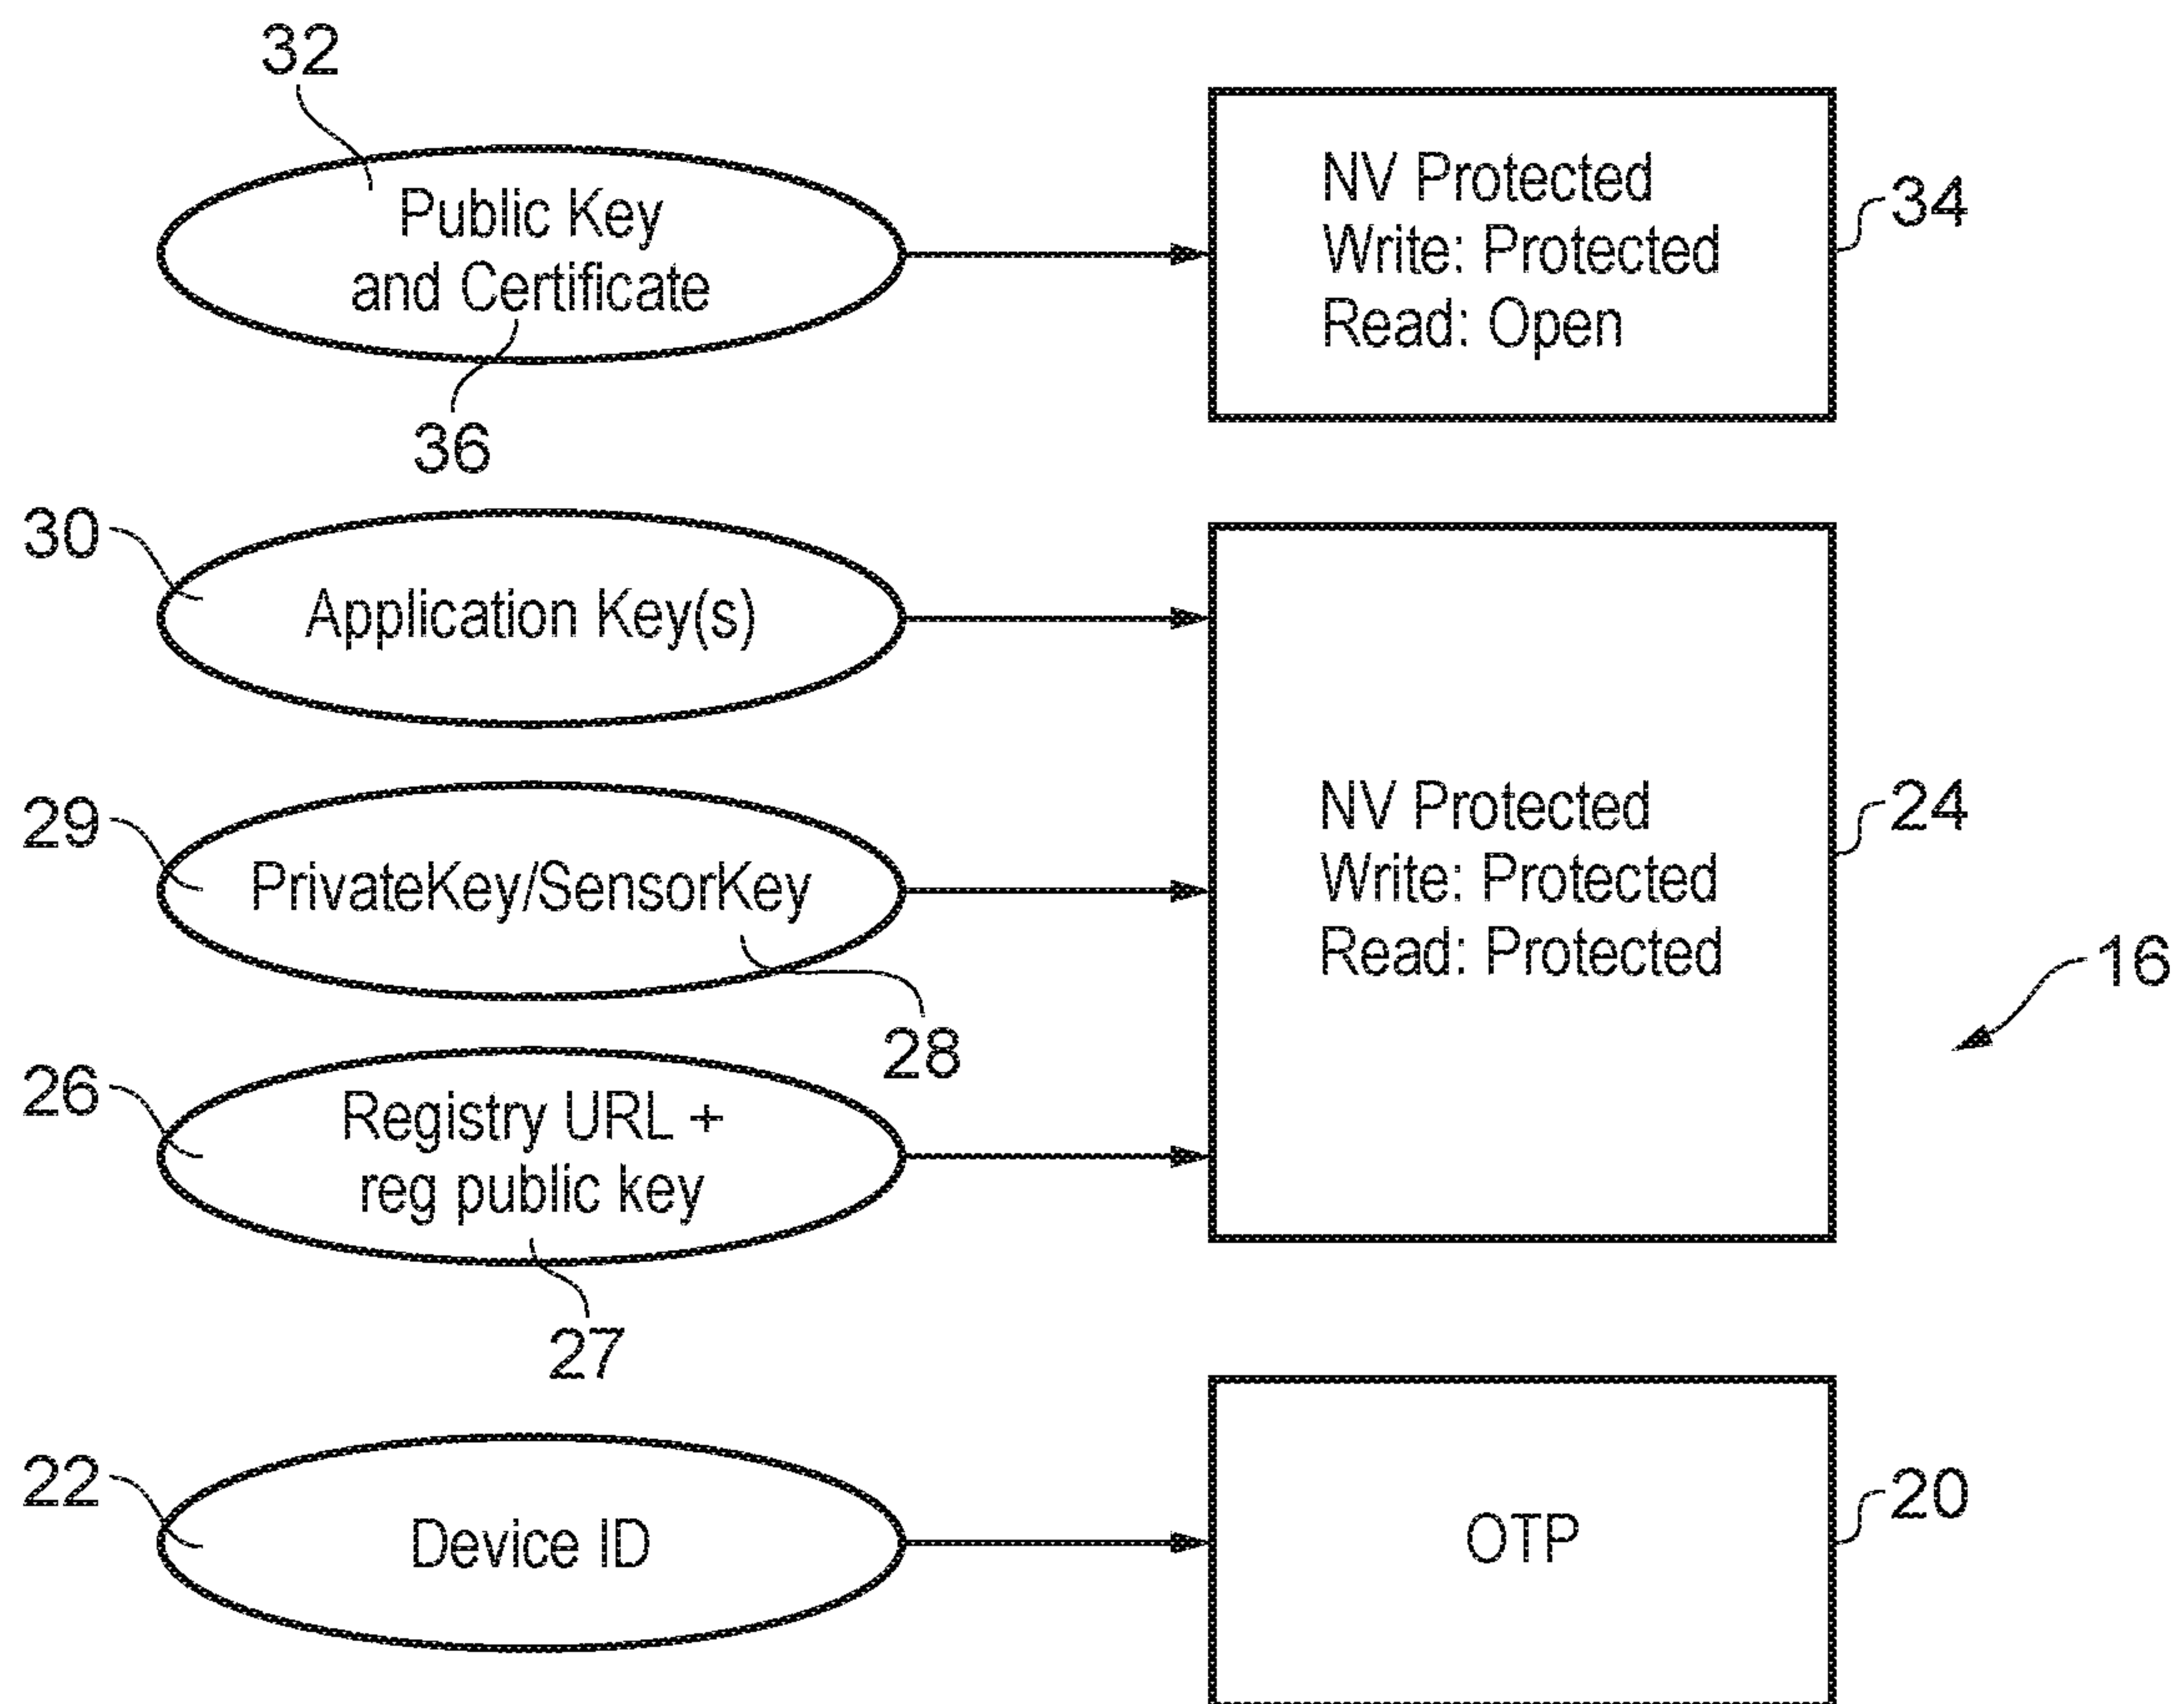 32
Public Key
and Certificate
36
NV Protected
Write: Protected
Read: Open
34
30
Application Key(s)
29
PrivateKey/SensorKey
28
26
Registry URL +
reg public key
27
NV Protected
Write: Protected
Read: Protected
24
16
22
Device ID
OTP
20